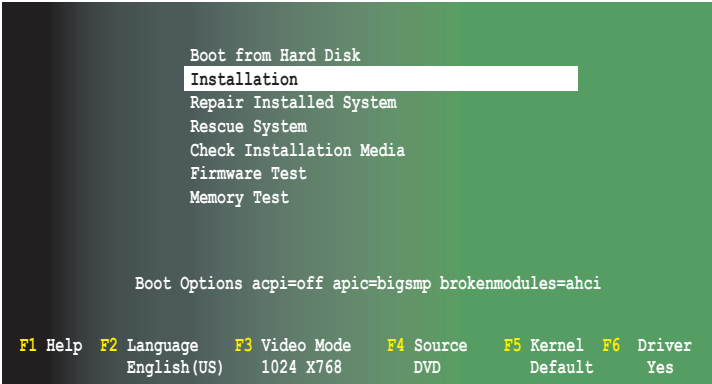 Boot from Hard Disk
Installation
Repair Installed System
Rescue System
Check Installation Media
Firmware Test
Memory Test
Boot Options acpi=off apic=bigsmp brokenmodules=ahci
F1 Help F2 Language F3 Video Mode F4 Source F5 Kernel F6 Driver
English(US) 1024 X768 DVD Default Yes